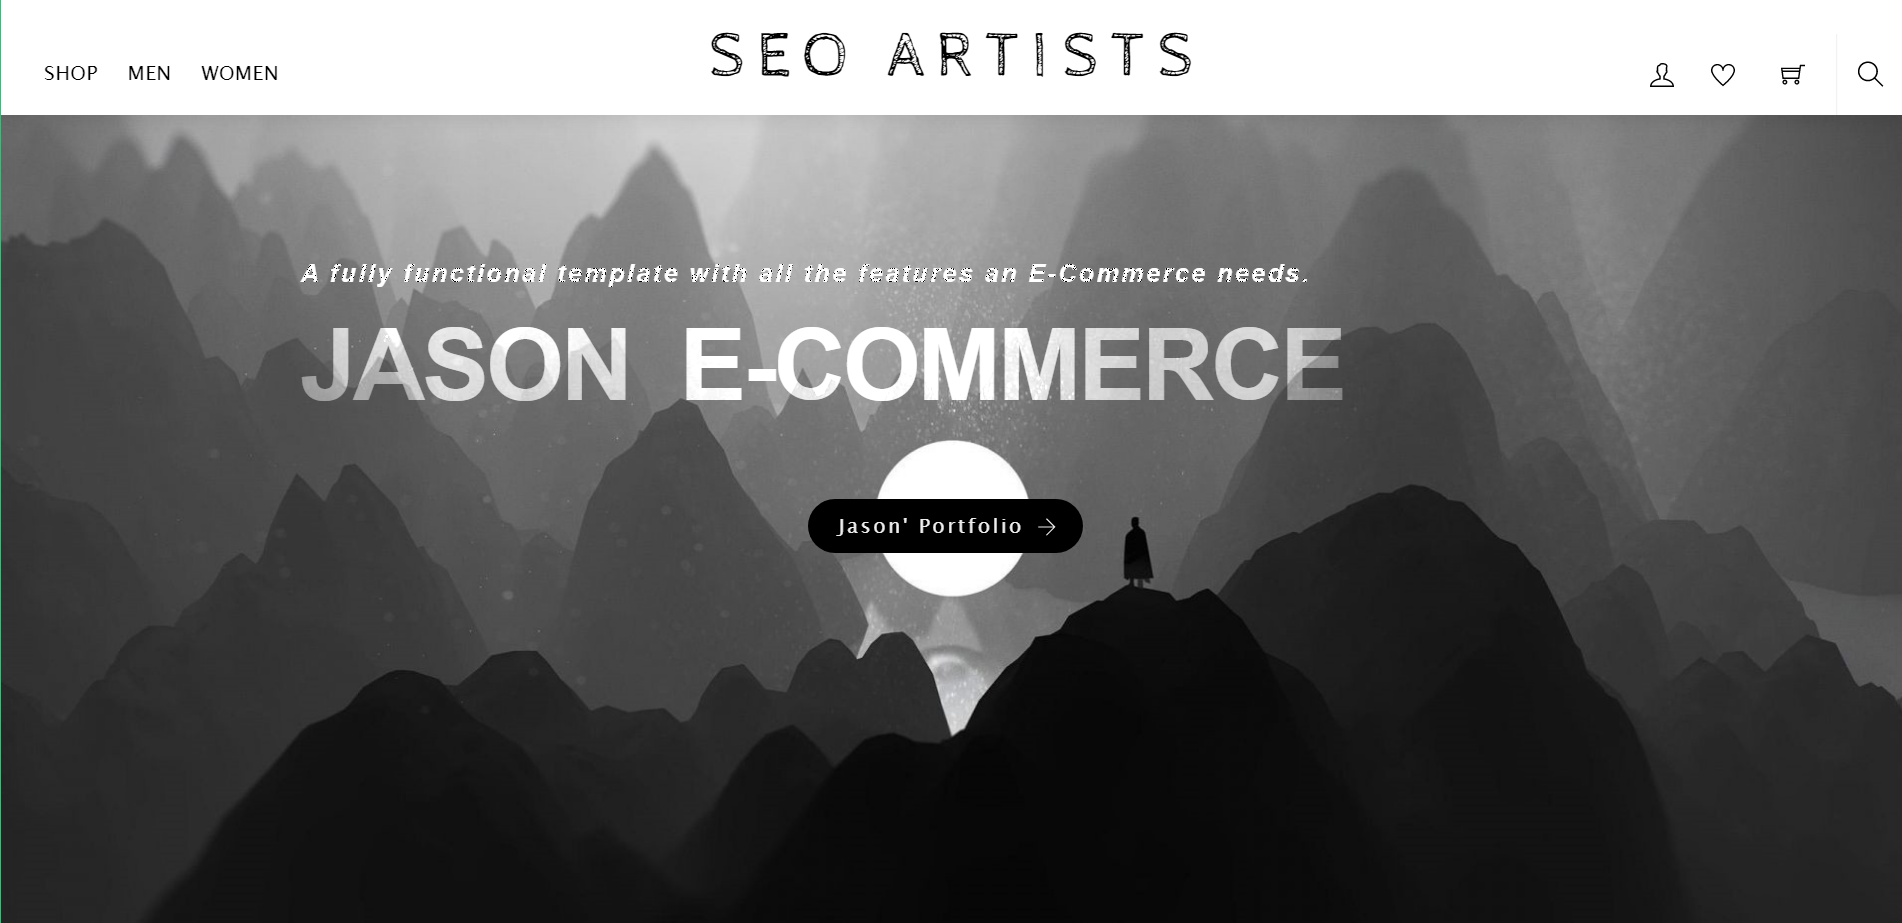 SEO ARTISTS
SHOP MEN WOMEN
A fully functional template with all the features an E-Commerce needs.
JASON E-COMMERCE
Jason' Portfolio